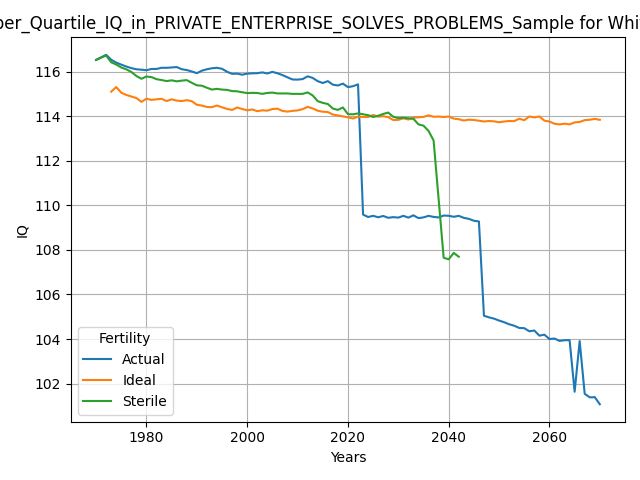 per_Quartile_IQ_in_PRIVATE_ENTERPRISE_SOLVES_PROBLEMS_Sample for Whi
116
114
112
110
108
106
104
102
IQ
Fertility
Actual
Ideal
Sterile
1980 2000 2020 2040 2060
Years